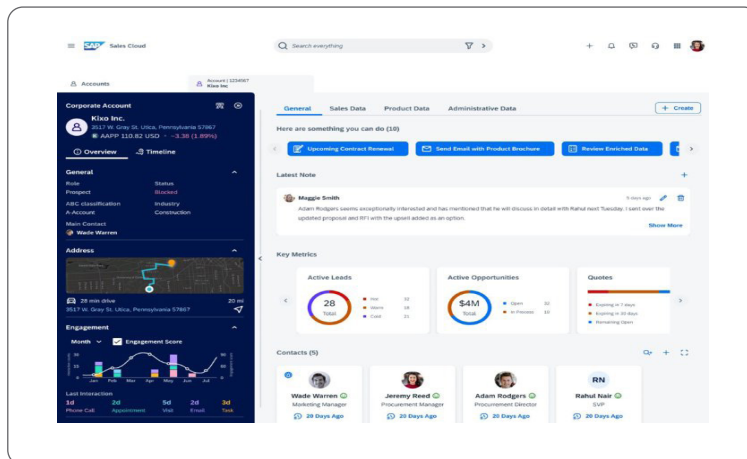 SAP Sales Cloud
Search everything
Accounts
Account | 1234567
Kixo Inc
Corporate Account
Kixo Inc.
3517 W. Gray St, Utica, Pennsylvania 57867
AAPP 110.82 USD - -3.38 (1.89%)
Overview
Timeline
General
Role
Status
Prospect
Blocked
ABC classification
Industry
A-Account
Construction
Main Contact
Wade Warren
Address
28 min drive
20 mi
3517 W. Gray St, Utica, Pennsylvania 57867
Engagement
Month
Engagement Score
Jan Feb Mar Apr May Jun Jul
Last Interaction
1d 2d 5d 2d 3d
Phone Call Appointment Visit Email Task
General Sales Data Product Data Administrative Data
+ Create
Here are something you can do (10)
Upcoming Contract Renewal
Send Email with Product Brochure
Review Enriched Data
Latest Note
Maggie Smith
5 days ago
Adam Rodgers seems exceptionally interested and has mentioned that he will discuss in detail with Rahul next Tuesday. I sent over the
updated proposal and RFI with the upsell added as an option.
Show More
Key Metrics
Active Leads
28
Total
Hot
Warm
Cold
Active Opportunities
$4M
Total
Open
In Process
Quotes
Expiring in 7 days
Expiring in 30 days
Remaining Open
Contacts (5)
Wade Warren
Marketing Manager
20 Days Ago
Jeremy Reed
Procurement Manager
20 Days Ago
Adam Rodgers
Procurement Director
20 Days Ago
RN
Rahul Nair
SVP
20 Days Ago